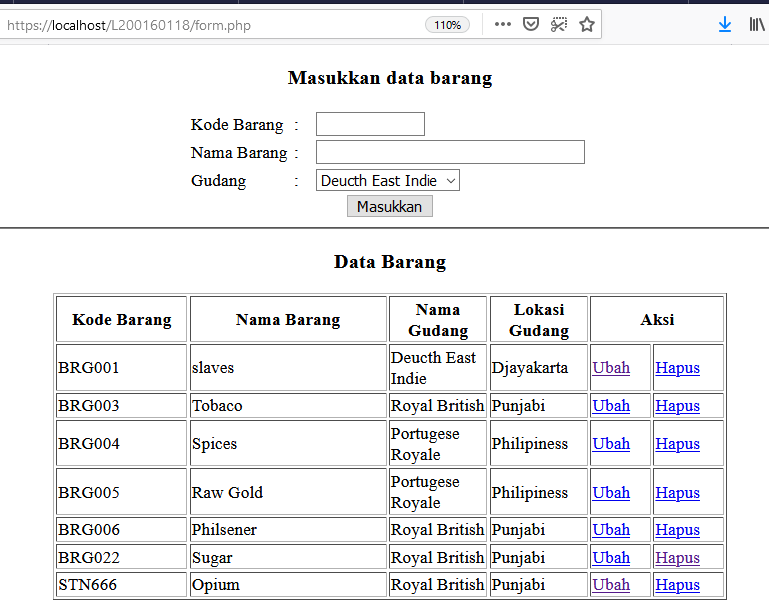 https://localhost/L200160118/form.php 110%
Masukkan data barang
Kode Barang :
Nama Barang :
Gudang : Deucth East Indie
Masukkan
Data Barang
Kode Barang Nama Barang Nama Gudang Lokasi Gudang Aksi
BRG001 slaves Deucth East Indie Djayakarta Ubah Hapus
BRG003 Tobaco Royal British Punjabi Ubah Hapus
BRG004 Spices Portugese Royale Philipiness Ubah Hapus
BRG005 Raw Gold Portugese Royale Philipiness Ubah Hapus
BRG006 Philsener Royal British Punjabi Ubah Hapus
BRG022 Sugar Royal British Punjabi Ubah Hapus
STN666 Opium Royal British Punjabi Ubah Hapus